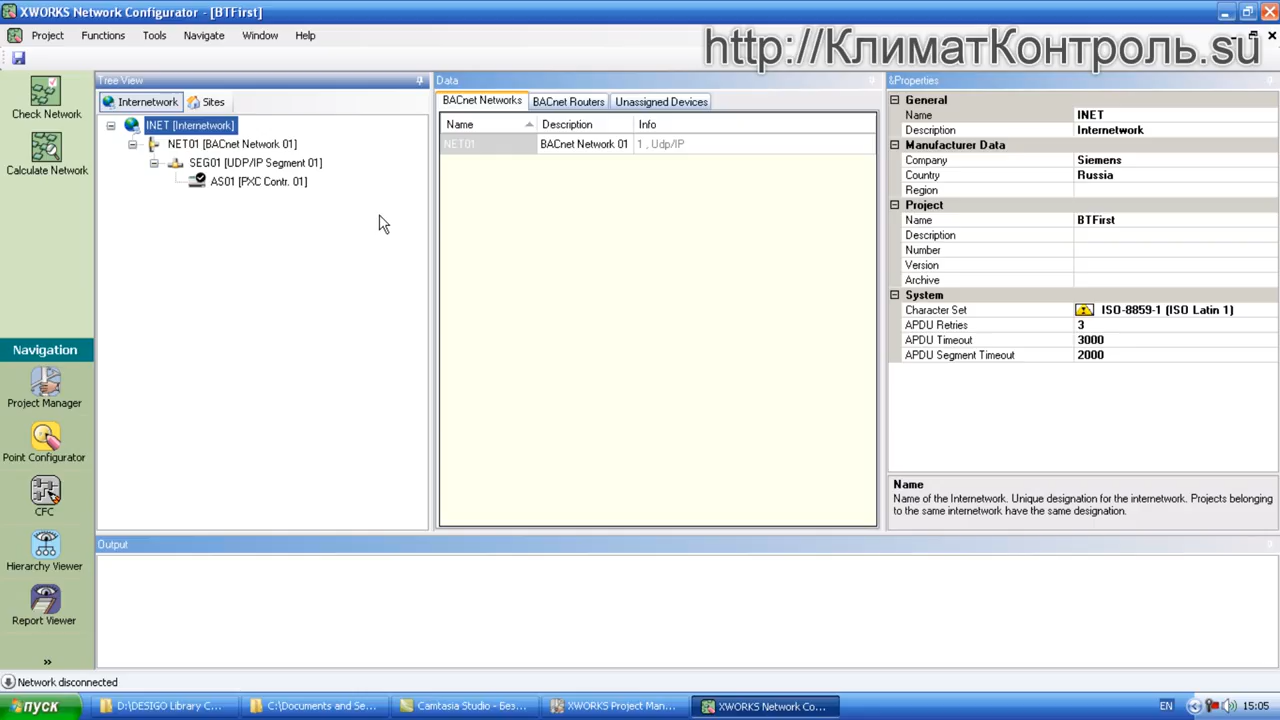 XWORKS Network Configurator - [BTFirst]
Project Functions Tools Navigate Window Help
http://КлиматКонтроль.su
Check Network
Calculate Network
Navigation
Project Manager
Point Configurator
CFC
Hierarchy Viewer
Report Viewer
»
Tree View
Internetwork Sites
INET [Internetwork]
NET01 [BACnet Network 01]
SEG01 [UDP/IP Segment 01]
AS01 [PXC Contr. 01]
Data
BACnet Networks BACnet Routers Unassigned Devices
Name Description Info
NET01 BACnet Network 01 1 , Udp/IP
&Properties
General
Name INET
Description Internetwork
Manufacturer Data
Company Siemens
Country Russia
Region
Project
Name BTFirst
Description
Number
Version
Archive
System
Character Set ISO-8859-1 (ISO Latin 1)
APDU Retries 3
APDU Timeout 3000
APDU Segment Timeout 2000
Name
Name of the Internetwork. Unique designation for the internetwork. Projects belonging
to the same internetwork have the same designation.
Output
Network disconnected
пуск D:\DESIGO Library C... C:\Documents and Se... Camtasia Studio - Без... XWORKS Project Man... XWORKS Network Co... EN 15:05